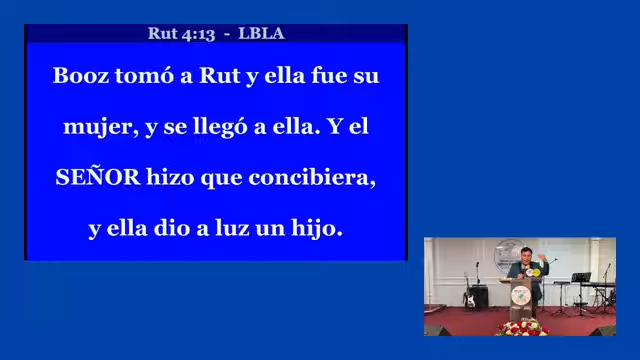 Rut 4:13 - LBLA
Booz tomó a Rut y ella fue su
mujer, y se llegó a ella. Y el
SEÑOR hizo que concibiera,
y ella dio a luz un hijo.